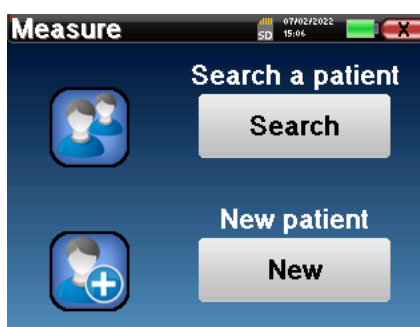 Measure
SD
07/02/2022
15:06
X
Search a patient
Search
New patient
New